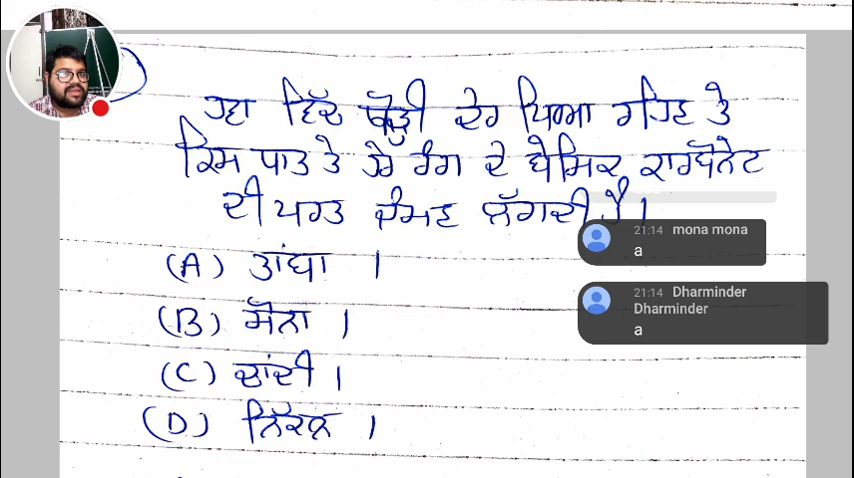 ਹਵਾ ਵਿੱਚ ਥੋੜ੍ਹੀ ਦੇਰ ਪਿਆ ਰਹਿਣ ਤੇ
ਕਿਸ ਧਾਤ ਤੇ ਹਰੇ ਰੰਗ ਦੇ ਬੇਸਿਕ ਕਾਰਬੋਨੇਟ
ਦੀ ਪਰਤ ਜੰਮਣ ਲੱਗਦੀ ਹੈ।
(A) ਤਾਂਬਾ ।
(B) ਸੋਨਾ ।
(C) ਚਾਂਦੀ ।
(D) ਨਿੱਕਲ ।
21:14 mona mona
a
21:14 Dharminder
Dharminder
a